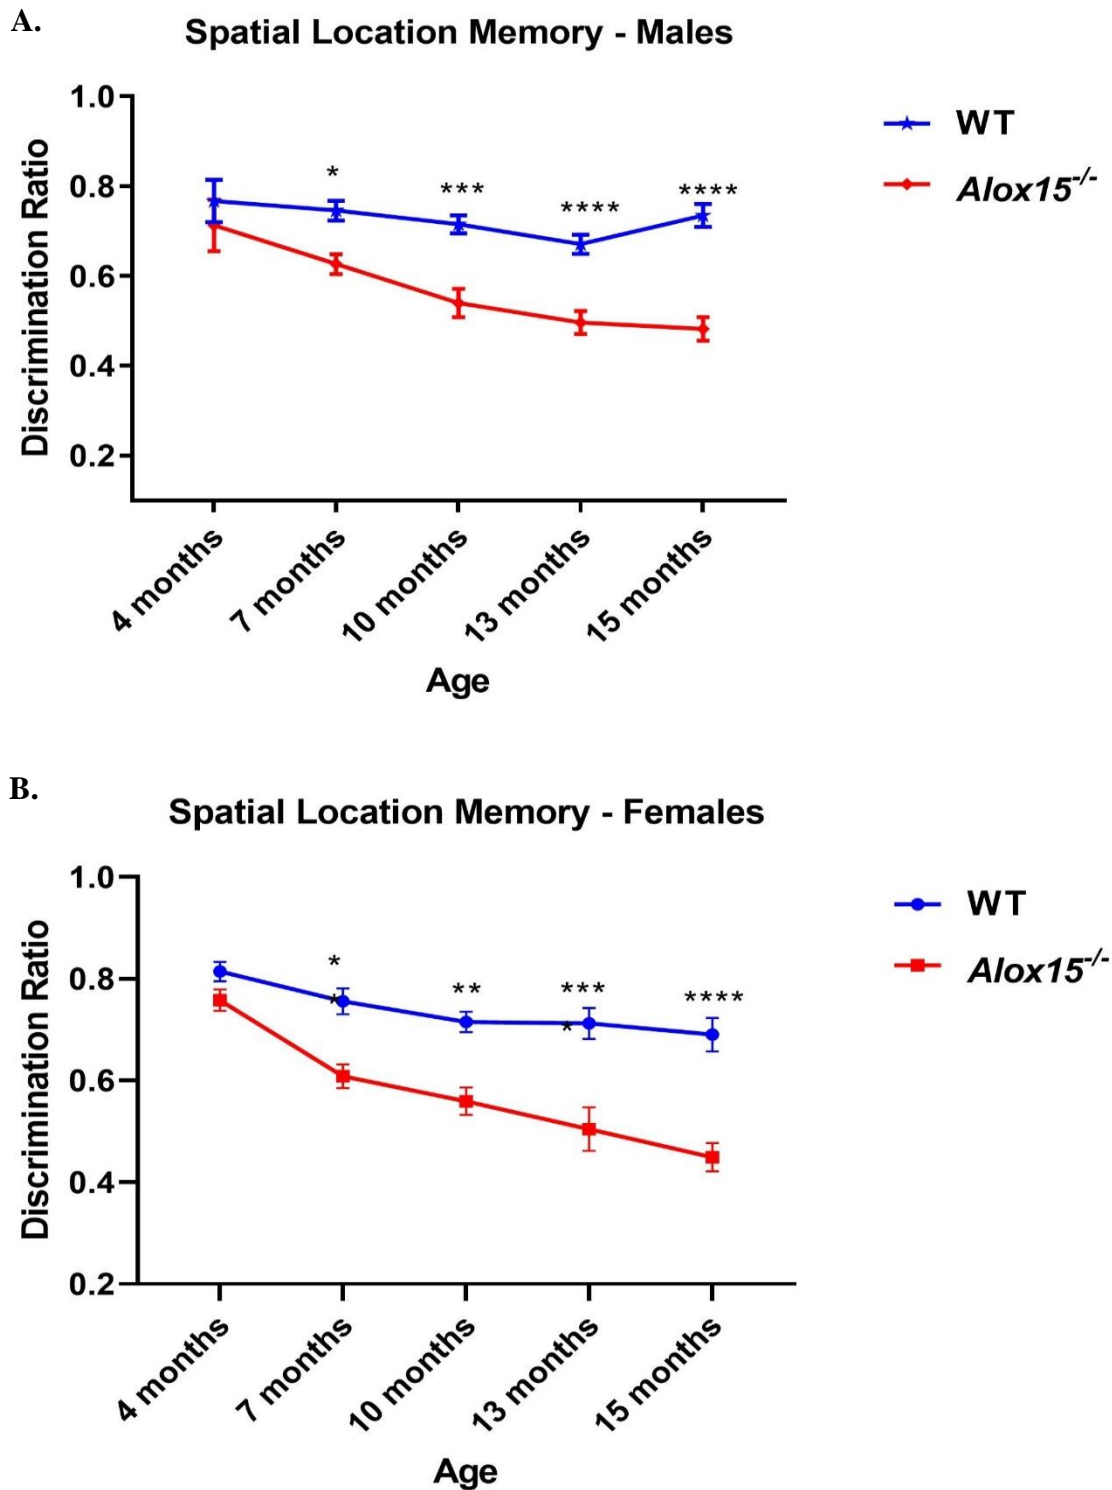 A.
Spatial Location Memory - Males
1.0
0.8
0.6
0.4
0.2
Discrimination Ratio
*
***
****
****
WT
Alox15-/-
4 months
7 months
10 months
13 months
15 months
Age
B.
Spatial Location Memory - Females
1.0
0.8
0.6
0.4
0.2
Discrimination Ratio
*
*
**
***
*
****
WT
Alox15-/-
4 months
7 months
10 months
13 months
15 months
Age